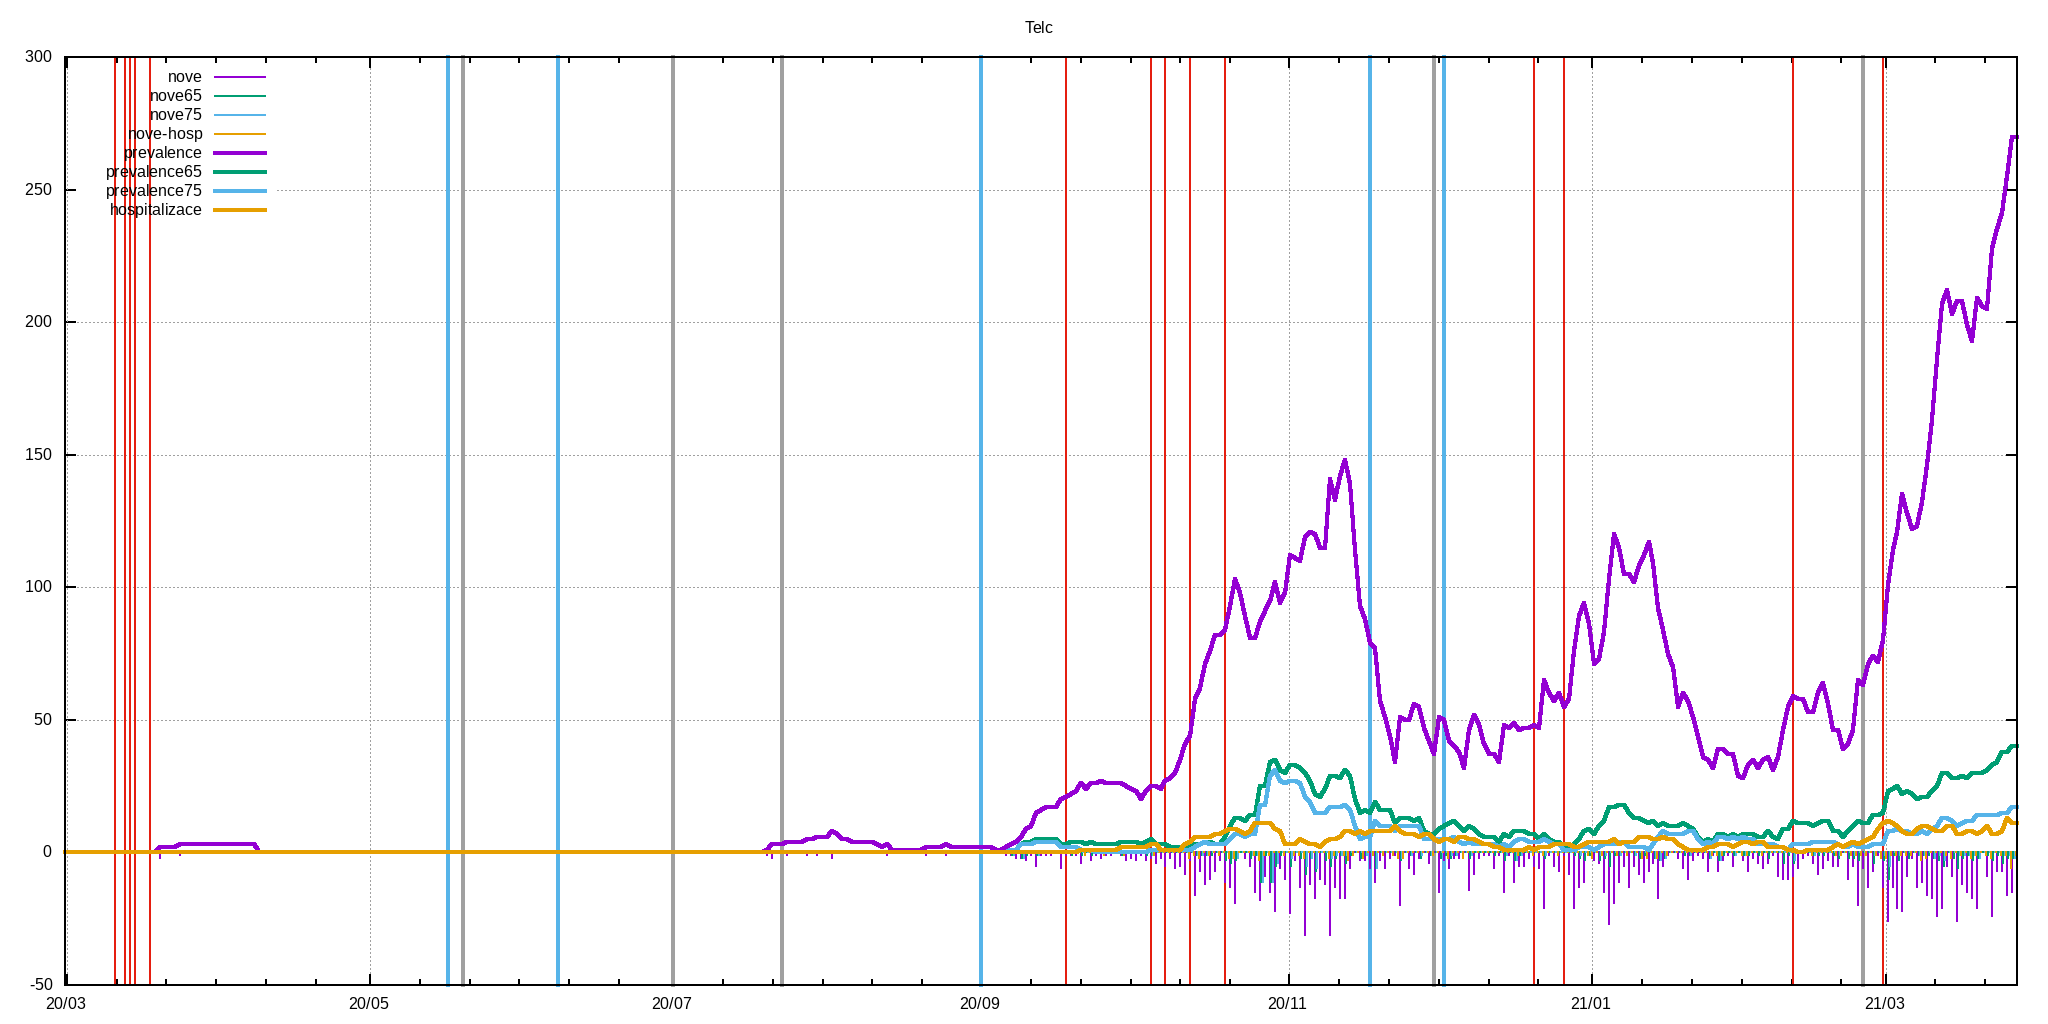 Telc
300
250
200
150
100
50
0
-50
nove
nove65
nove75
nove-hosp
prevalence
prevalence65
prevalence75
hospitalizace
20/03 20/05 20/07 20/09 20/11 21/01 21/03